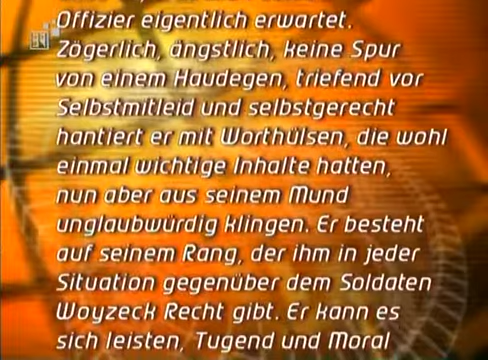 Offizier eigentlich erwartet.
Zögerlich, ängstlich, keine Spur
von einem Haudegen, triefend vor
Selbstmitleid und selbstgerecht
hantiert er mit Worthülsen, die wohl
einmal wichtige Inhalte hatten,
nun aber aus seinem Mund
unglaubwürdig klingen. Er besteht
auf seinem Rang, der ihm in jeder
Situation gegenüber dem Soldaten
Woyzeck Recht gibt. Er kann es
sich leisten, Tugend und Moral